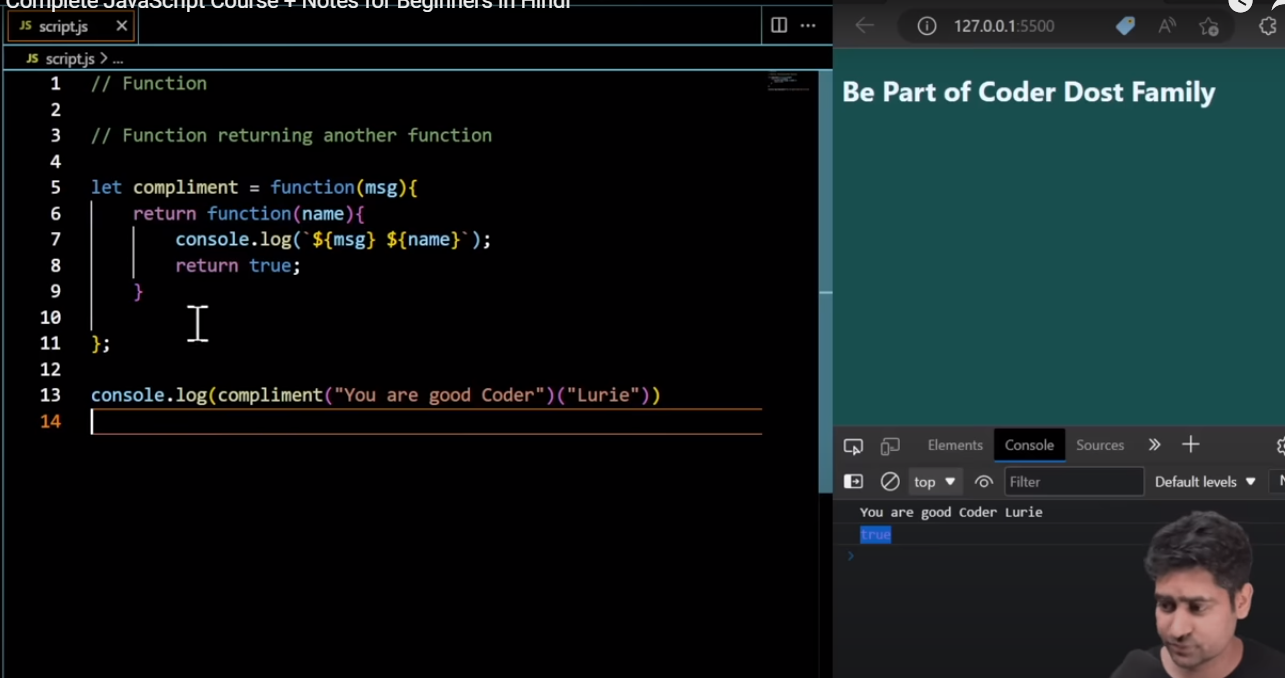 Complete JavaScript Course + Notes for Beginners in Hindi
JS script.js
JS script.js > ...
1 // Function
2
3 // Function returning another function
4
5 let compliment = function(msg){
6 return function(name){
7 console.log(`${msg} ${name}`);
8 return true;
9 }
10
11 };
12
13 console.log(compliment("You are good Coder")("Lurie"))
14
127.0.0.1:5500
Be Part of Coder Dost Family
Elements Console Sources
top Filter Default levels
You are good Coder Lurie
true